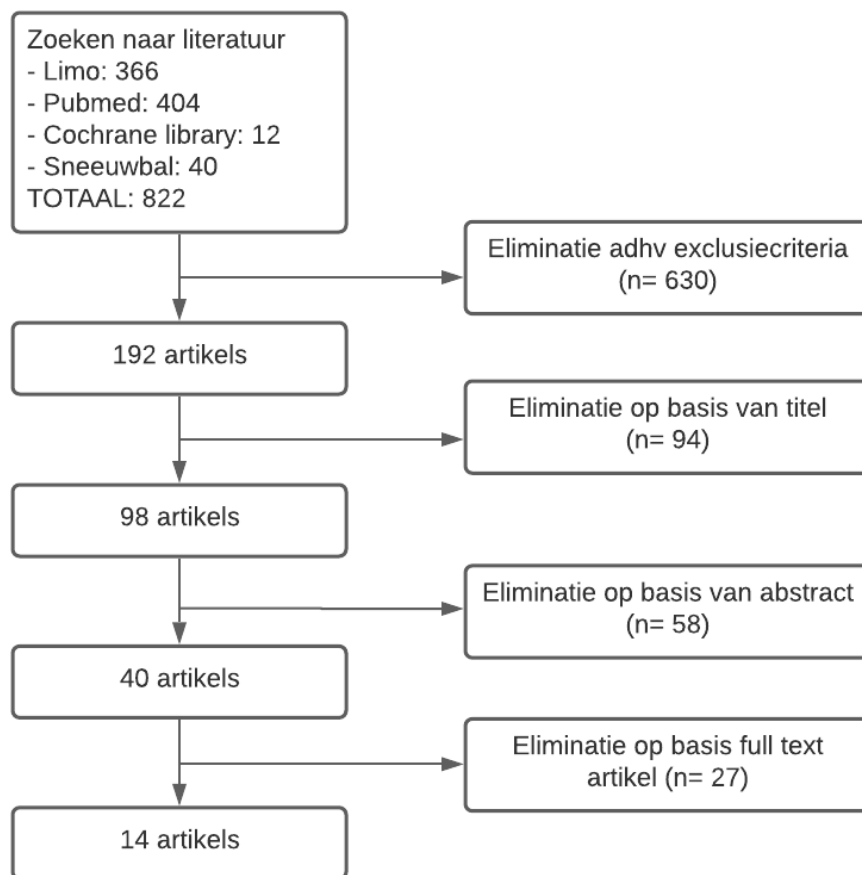 Zoeken naar literatuur
- Limo: 366
- Pubmed: 404
- Cochrane library: 12
- Sneeuwbal: 40
TOTAAL: 822
Eliminatie adhv exclusiecriteria
(n= 630)
192 artikels
Eliminatie op basis van titel
(n= 94)
98 artikels
Eliminatie op basis van abstract
(n= 58)
40 artikels
Eliminatie op basis full text
artikel (n= 27)
14 artikels